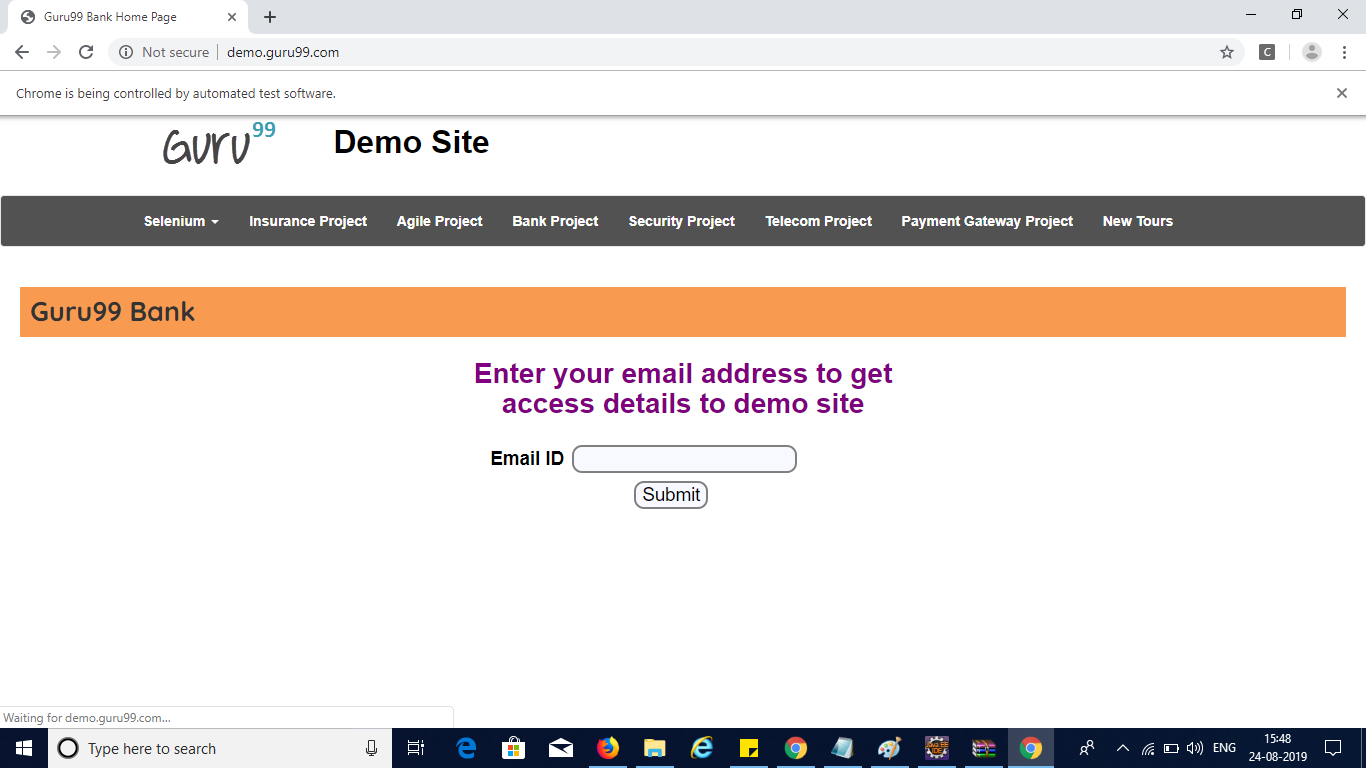 Guru99 Bank Home Page
Not secure demo.guru99.com
C
Chrome is being controlled by automated test software.
Guru99 Demo Site
Selenium Insurance Project Agile Project Bank Project Security Project Telecom Project Payment Gateway Project New Tours
Guru99 Bank
Enter your email address to get
access details to demo site
Email ID
Submit
Waiting for demo.guru99.com...
Type here to search
ENG
15:48
24-08-2019